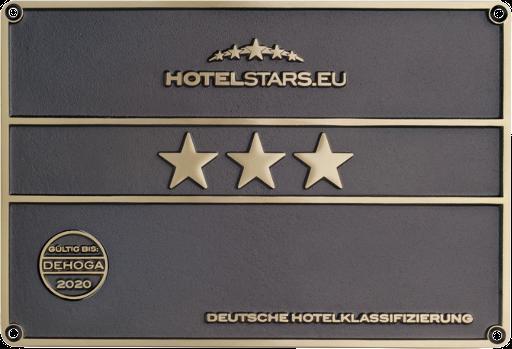 HOTELSTARS.EU
GÜLTIG BIS:
DEHOGA
2020
DEUTSCHE HOTELKLASSIFIZIERUNG